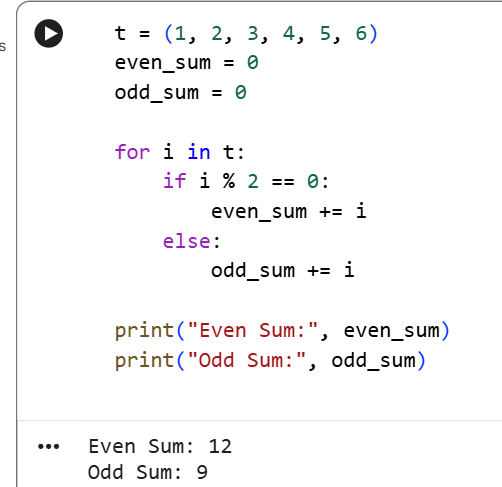 s
t = (1, 2, 3, 4, 5, 6)
even_sum = 0
odd_sum = 0

for i in t:
    if i % 2 == 0:
        even_sum += i
    else:
        odd_sum += i

print("Even Sum:", even_sum)
print("Odd Sum:", odd_sum)

Even Sum: 12
Odd Sum: 9